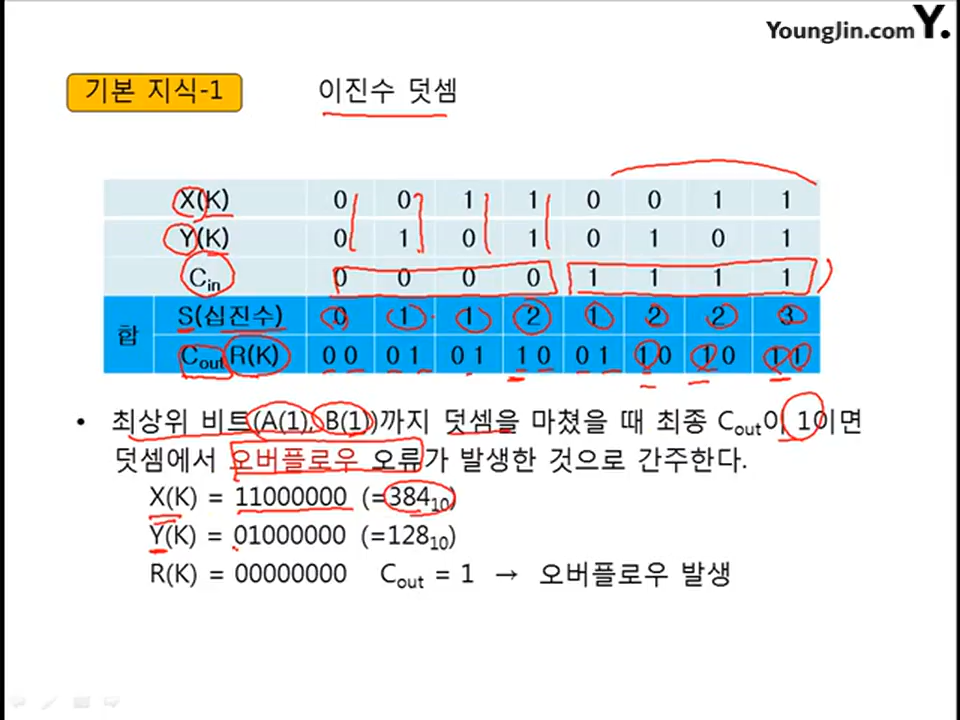 YoungJin.com Y.
기본 지식-1 이진수 덧셈
X(K) 0 0 1 1 0 0 1 1
Y(K) 0 1 0 1 0 1 0 1
Cin 0 0 0 0 1 1 1 1
합 S(십진수) 0 1 1 2 1 2 2 3
Cout R(K) 0 0 0 1 0 1 1 0 0 1 1 0 1 0 1 1
• 최상위 비트(A(1), B(1))까지 덧셈을 마쳤을 때 최종 Cout이 1이면
덧셈에서 오버플로우 오류가 발생한 것으로 간주한다.
X(K) = 11000000 (=38410)
Y(K) = 01000000 (=12810)
R(K) = 00000000 Cout = 1 → 오버플로우 발생